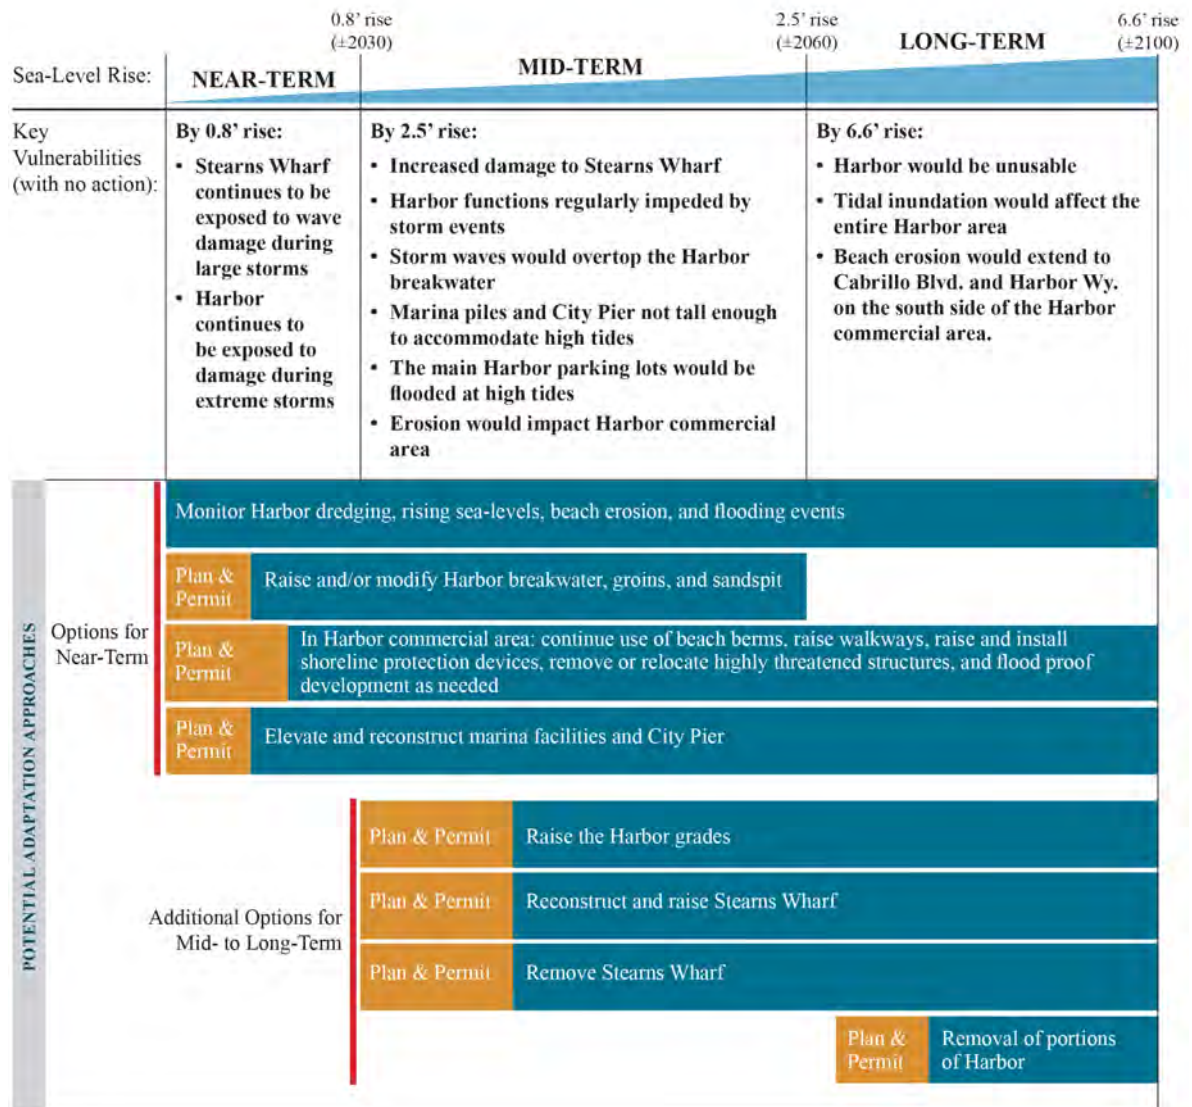 0.8’ rise
(±2030)
2.5’ rise
(±2060)
6.6’ rise
(±2100)
Sea-Level Rise:
NEAR-TERM
MID-TERM
LONG-TERM
Key
Vulnerabilities
(with no action):
By 0.8’ rise:
• Stearns Wharf
continues to be
exposed to wave
damage during
large storms
• Harbor
continues to
be exposed to
damage during
extreme storms
By 2.5’ rise:
• Increased damage to Stearns Wharf
• Harbor functions regularly impeded by
storm events
• Storm waves would overtop the Harbor
breakwater
• Marina piles and City Pier not tall enough
to accommodate high tides
• The main Harbor parking lots would be
flooded at high tides
• Erosion would impact Harbor commercial
area
By 6.6’ rise:
• Harbor would be unusable
• Tidal inundation would affect the
entire Harbor area
• Beach erosion would extend to
Cabrillo Blvd. and Harbor Wy.
on the south side of the Harbor
commercial area.
POTENTIAL ADAPTATION APPROACHES
Options for
Near-Term
Monitor Harbor dredging, rising sea-levels, beach erosion, and flooding events
Plan &
Permit
Raise and/or modify Harbor breakwater, groins, and sandspit
Plan &
Permit
In Harbor commercial area: continue use of beach berms, raise walkways, raise and install
shoreline protection devices, remove or relocate highly threatened structures, and flood proof
development as needed
Plan &
Permit
Elevate and reconstruct marina facilities and City Pier
Additional Options for
Mid- to Long-Term
Plan & Permit
Raise the Harbor grades
Plan & Permit
Reconstruct and raise Stearns Wharf
Plan & Permit
Remove Stearns Wharf
Plan &
Permit
Removal of portions
of Harbor